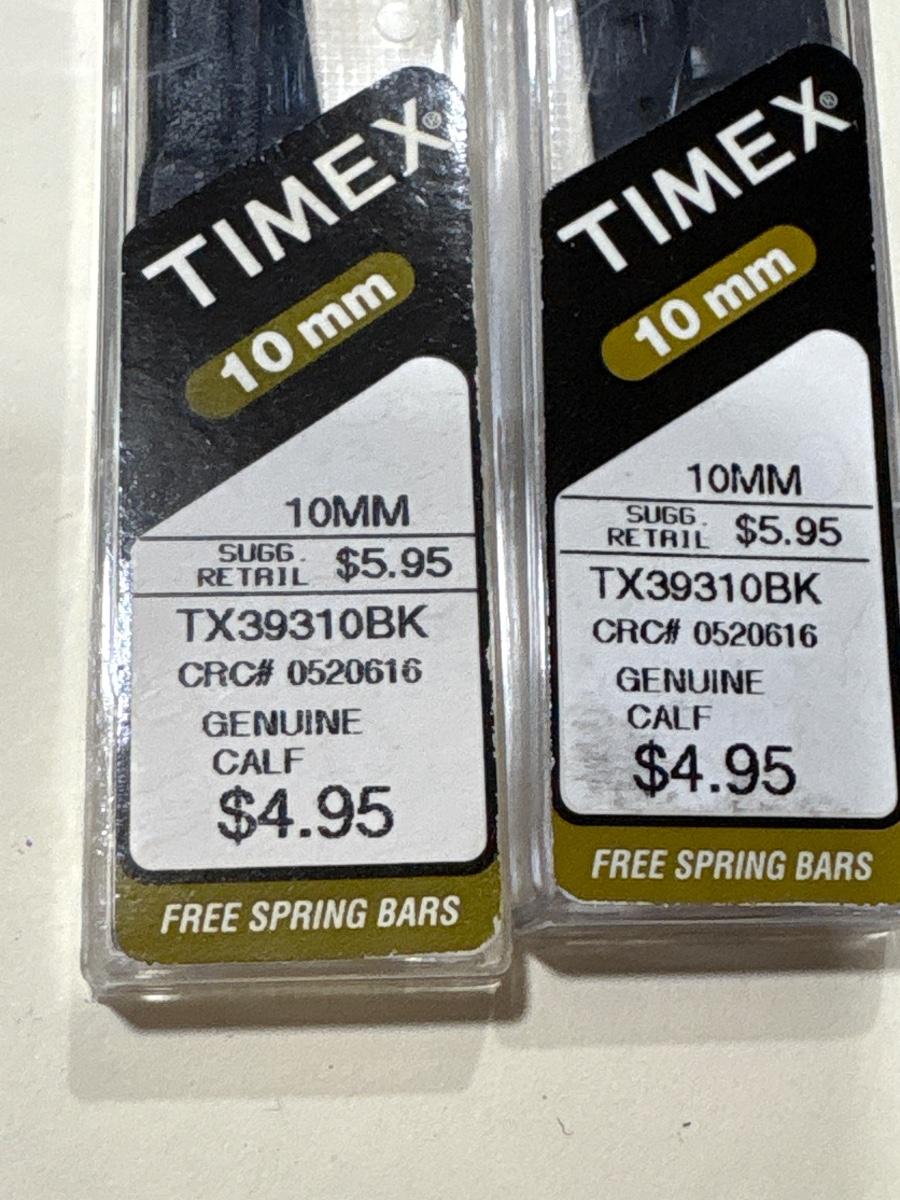 TIMEX®
10 mm
10MM
SUGG.
RETAIL $5.95
TX39310BK
CRC# 0520616
GENUINE
CALF
$4.95
FREE SPRING BARS
TIMEX®
10 mm
10MM
SUGG.
RETAIL $5.95
TX39310BK
CRC# 0520616
GENUINE
CALF
$4.95
FREE SPRING BARS